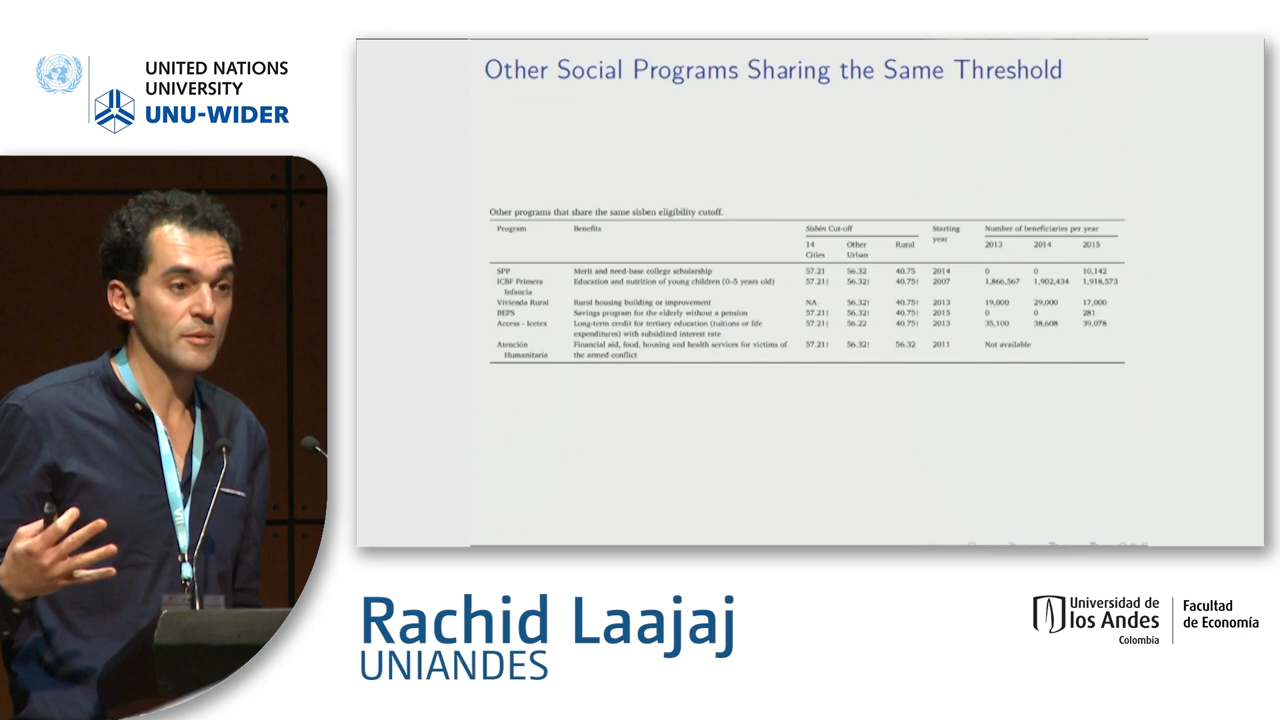 UNITED NATIONS
UNIVERSITY
UNU-WIDER
Other Social Programs Sharing the Same Threshold
Other programs that share the same sisben eligibility cutoff.
Program Benefits Sisbén Cut-off Starting year Number of beneficiaries per year
14 Cities Other Urban Rural 2013 2014 2015
SPP Merit and need-base college scholarship 57.21 56.32 40.75 2014 0 0 10,142
ICBF Primera Infancia Education and nutrition of young children (0–5 years old) 57.21† 56.32† 40.75† 2007 1,866,567 1,902,434 1,918,573
Vivienda Rural Rural housing building or improvement NA 56.32† 40.75† 2013 19,000 29,000 17,000
BEPS Savings program for the elderly without a pension 57.21† 56.32† 40.75† 2015 0 0 281
Access - Icetex Long-term credit for tertiary education (tuitions or life expenditures) with subsidized interest rate 57.21† 56.22 40.75† 2013 35,100 38,608 39,078
Atención Humanitaria Financial aid, food, housing and health services for victims of the armed conflict 57.21† 56.32† 56.32 2011 Not available
Rachid Laajaj
UNIANDES
Universidad de
los Andes
Colombia
Facultad
de Economía